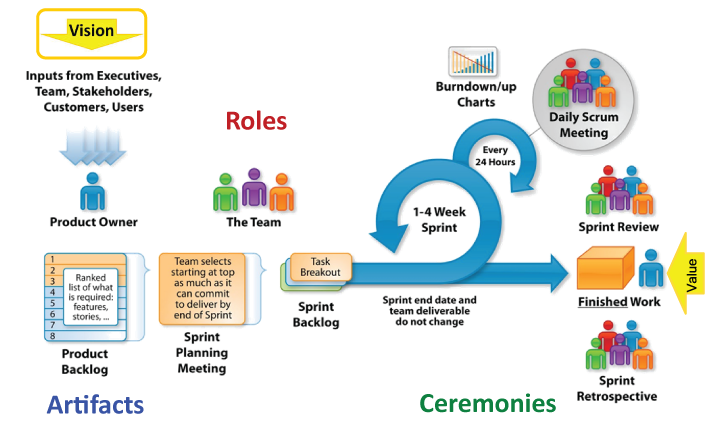 Vision
Inputs from Executives,
Team, Stakeholders,
Customers, Users
Product Owner
Roles
The Team
Burndown/up
Charts
Daily Scrum
Meeting
Every
24 Hours
1-4 Week
Sprint
1
2
3
4
5
6
7
8
Ranked
list of what
is required:
features,
stories, ...
Product
Backlog
Team selects
starting at top
as much as it
can commit
to deliver by
end of Sprint
Sprint
Planning
Meeting
Task
Breakout
Sprint
Backlog
Sprint end date and
team deliverable
do not change
Sprint Review
Finished Work
Value
Sprint
Retrospective
Artifacts
Ceremonies